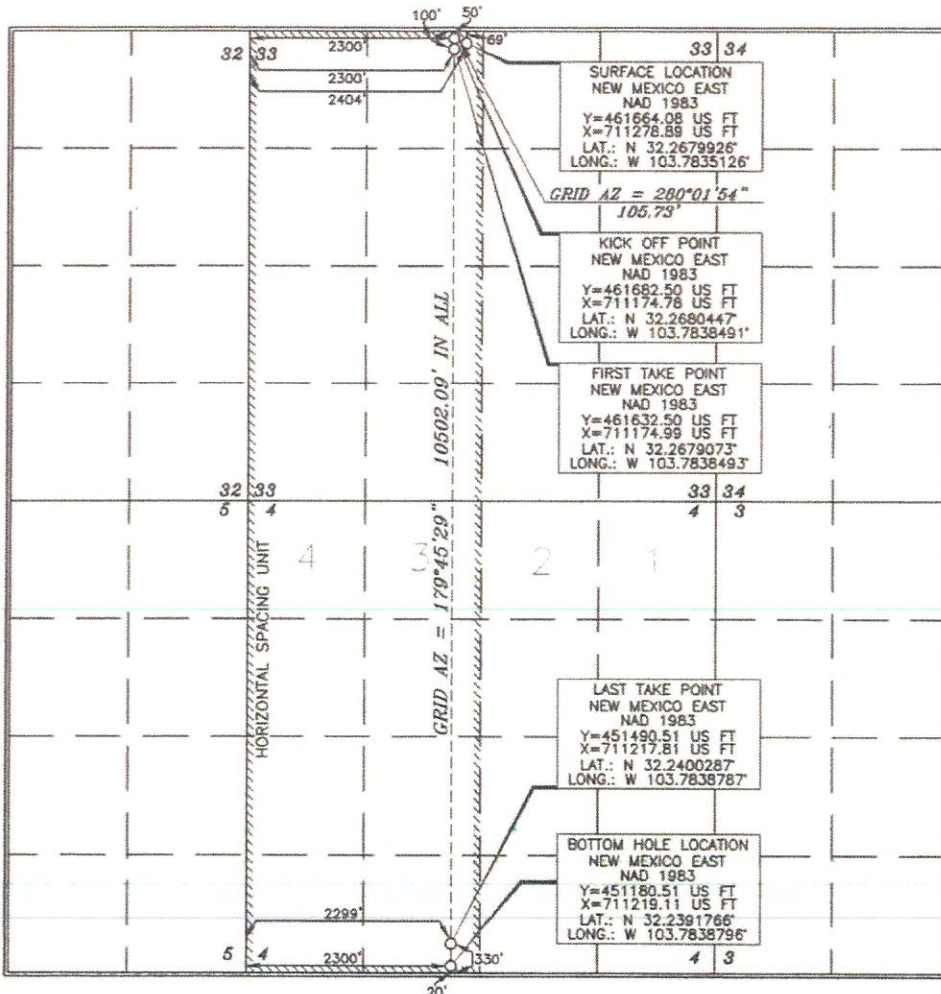 100' 50'
2300' 69'
32 33 33 34
2300'
2404'
SURFACE LOCATION
NEW MEXICO EAST
NAD 1983
Y=461664.08 US FT
X=711278.89 US FT
LAT.: N 32.2679926°
LONG.: W 103.7835126°
GRID AZ = 280°01'54"
105.73'
KICK OFF POINT
NEW MEXICO EAST
NAD 1983
Y=461682.50 US FT
X=711174.78 US FT
LAT.: N 32.2680447°
LONG.: W 103.7838491°
10502.09' IN ALL
FIRST TAKE POINT
NEW MEXICO EAST
NAD 1983
Y=461632.50 US FT
X=711174.99 US FT
LAT.: N 32.2679073°
LONG.: W 103.7838493°
32 33 33 34
5 4 4 3
4 3 2 1
HORIZONTAL SPACING UNIT
GRID AZ = 179°45'29"
LAST TAKE POINT
NEW MEXICO EAST
NAD 1983
Y=451490.51 US FT
X=711217.81 US FT
LAT.: N 32.2400287°
LONG.: W 103.7838787°
BOTTOM HOLE LOCATION
NEW MEXICO EAST
NAD 1983
Y=451180.51 US FT
X=711219.11 US FT
LAT.: N 32.2391766°
LONG.: W 103.7838796°
2299'
5 4 2300' 330' 4 3
20'